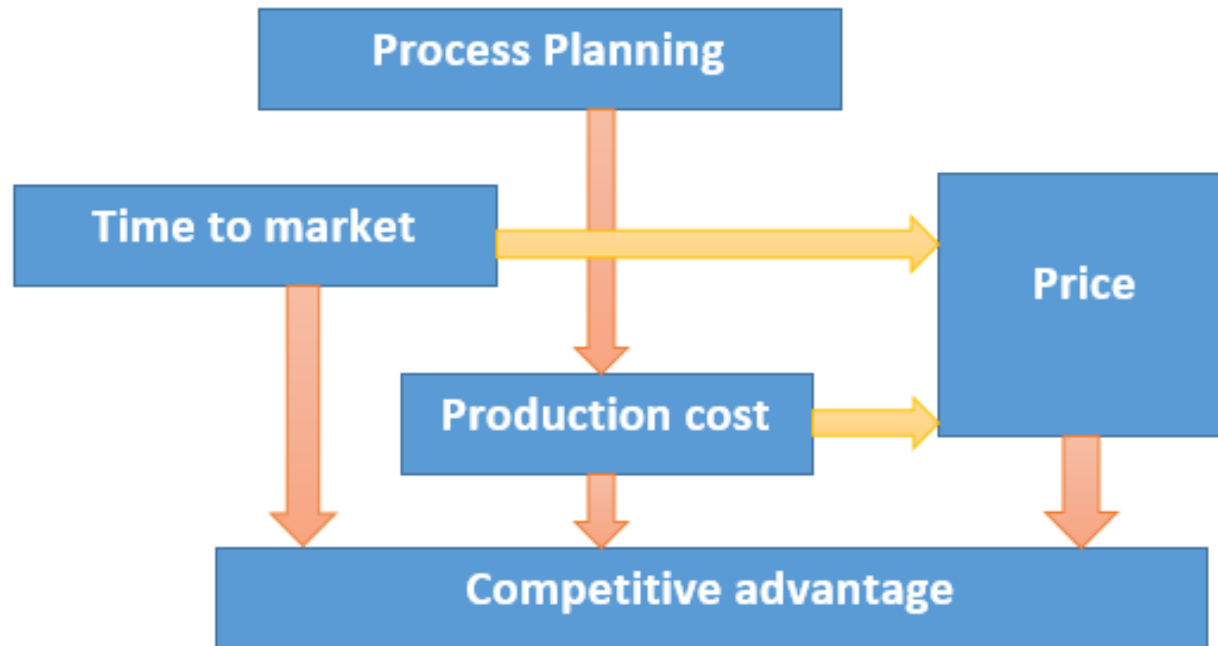 Process Planning
Time to market
Price
Production cost
Competitive advantage